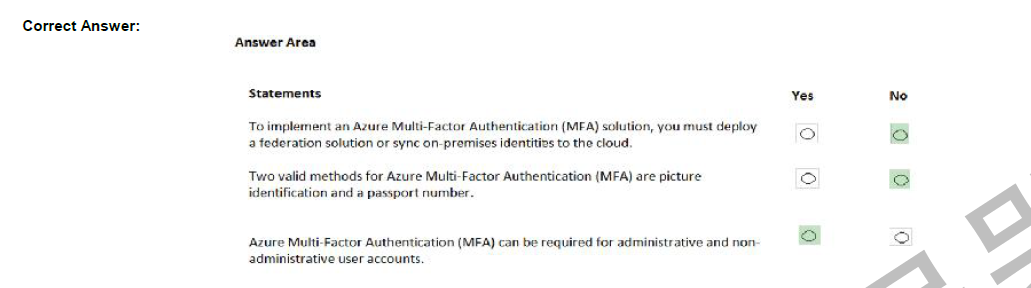 Correct Answer:
Answer Area
Statements Yes No
To implement an Azure Multi-Factor Authentication (MFA) solution, you must deploy
a federation solution or sync on-premises identities to the cloud.
Two valid methods for Azure Multi-Factor Authentication (MFA) are picture
identification and a passport number.
Azure Multi-Factor Authentication (MFA) can be required for administrative and non-
administrative user accounts.